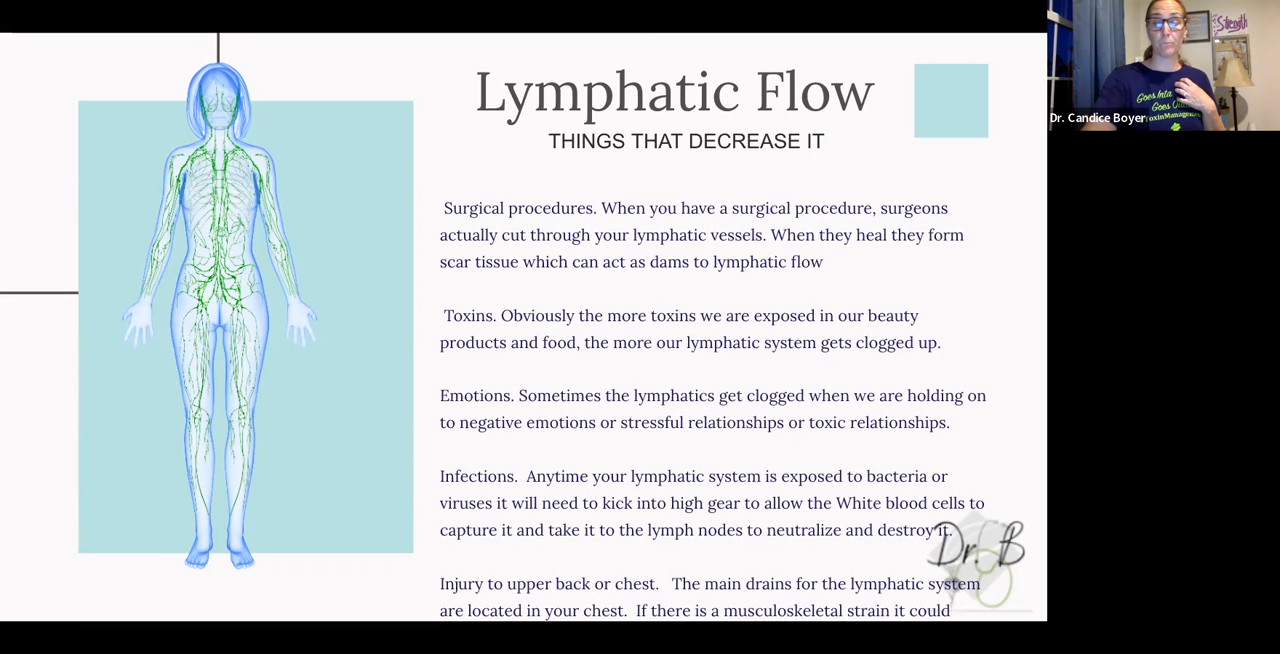 Lymphatic Flow
THINGS THAT DECREASE IT
Surgical procedures. When you have a surgical procedure, surgeons
actually cut through your lymphatic vessels. When they heal they form
scar tissue which can act as dams to lymphatic flow
Toxins. Obviously the more toxins we are exposed in our beauty
products and food, the more our lymphatic system gets clogged up.
Emotions. Sometimes the lymphatics get clogged when we are holding on
to negative emotions or stressful relationships or toxic relationships.
Infections. Anytime your lymphatic system is exposed to bacteria or
viruses it will need to kick into high gear to allow the White blood cells to
capture it and take it to the lymph nodes to neutralize and destroy it.
Injury to upper back or chest. The main drains for the lymphatic system
are located in your chest. If there is a musculoskeletal strain it could
Dr. B
Strength
Goes Into
Goes
Dr. Candice Boyer